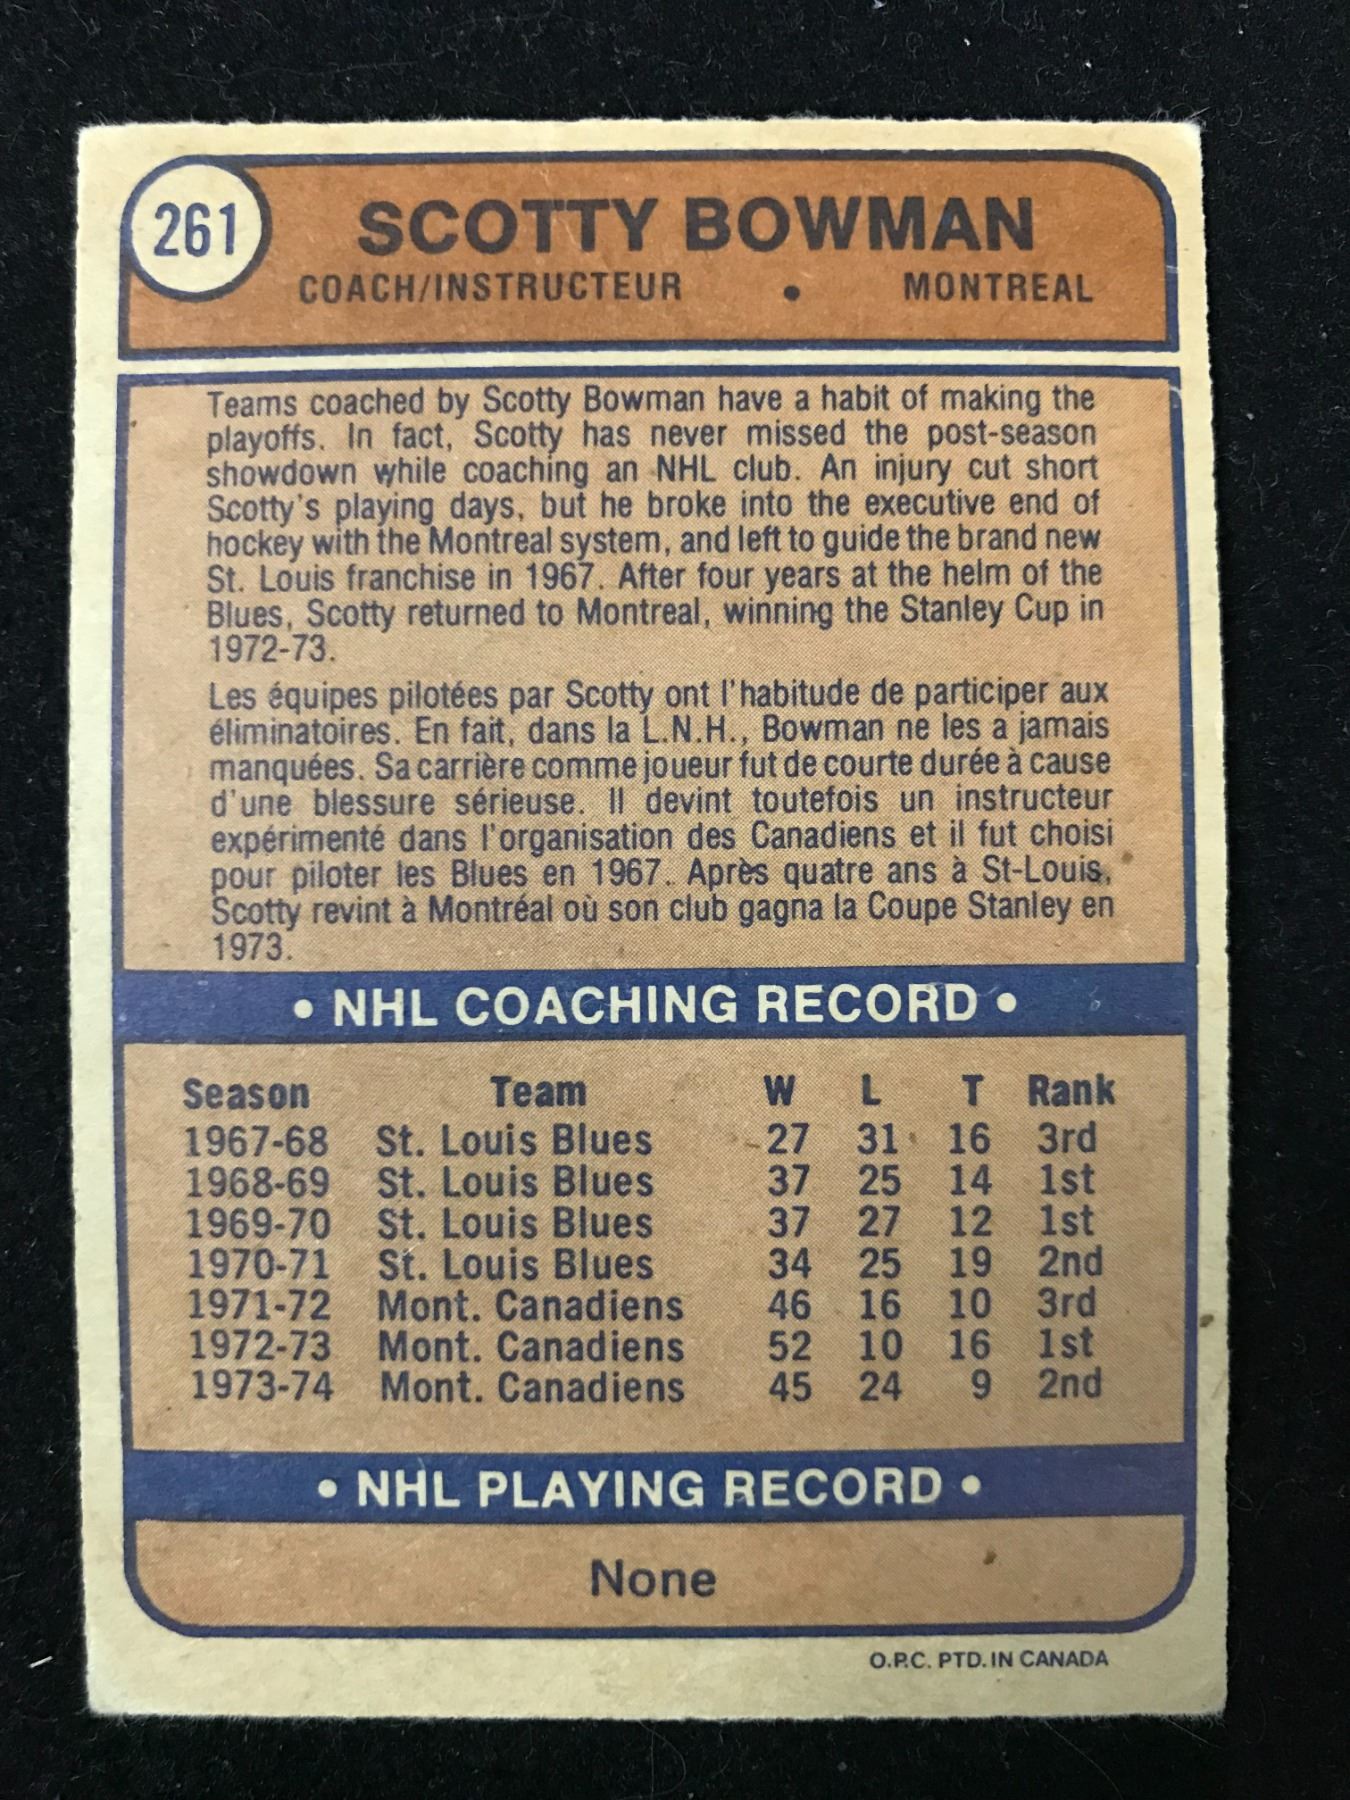 261
SCOTTY BOWMAN
COACH/INSTRUCTEUR • MONTREAL
Teams coached by Scotty Bowman have a habit of making the
playoffs. In fact, Scotty has never missed the post-season
showdown while coaching an NHL club. An injury cut short
Scotty's playing days, but he broke into the executive end of
hockey with the Montreal system, and left to guide the brand new
St. Louis franchise in 1967. After four years at the helm of the
Blues, Scotty returned to Montreal, winning the Stanley Cup in
1972-73.
Les équipes pilotées par Scotty ont l'habitude de participer aux
éliminatoires. En fait, dans la L.N.H., Bowman ne les a jamais
manquées. Sa carrière comme joueur fut de courte durée à cause
d'une blessure sérieuse. Il devint toutefois un instructeur
expérimenté dans l'organisation des Canadiens et il fut choisi
pour piloter les Blues en 1967. Après quatre ans à St-Louis,
Scotty revint à Montréal où son club gagna la Coupe Stanley en
1973.
• NHL COACHING RECORD •
Season Team W L T Rank
1967-68 St. Louis Blues 27 31 16 3rd
1968-69 St. Louis Blues 37 25 14 1st
1969-70 St. Louis Blues 37 27 12 1st
1970-71 St. Louis Blues 34 25 19 2nd
1971-72 Mont. Canadiens 46 16 10 3rd
1972-73 Mont. Canadiens 52 10 16 1st
1973-74 Mont. Canadiens 45 24 9 2nd
• NHL PLAYING RECORD •
None
O.P.C. PTD. IN CANADA